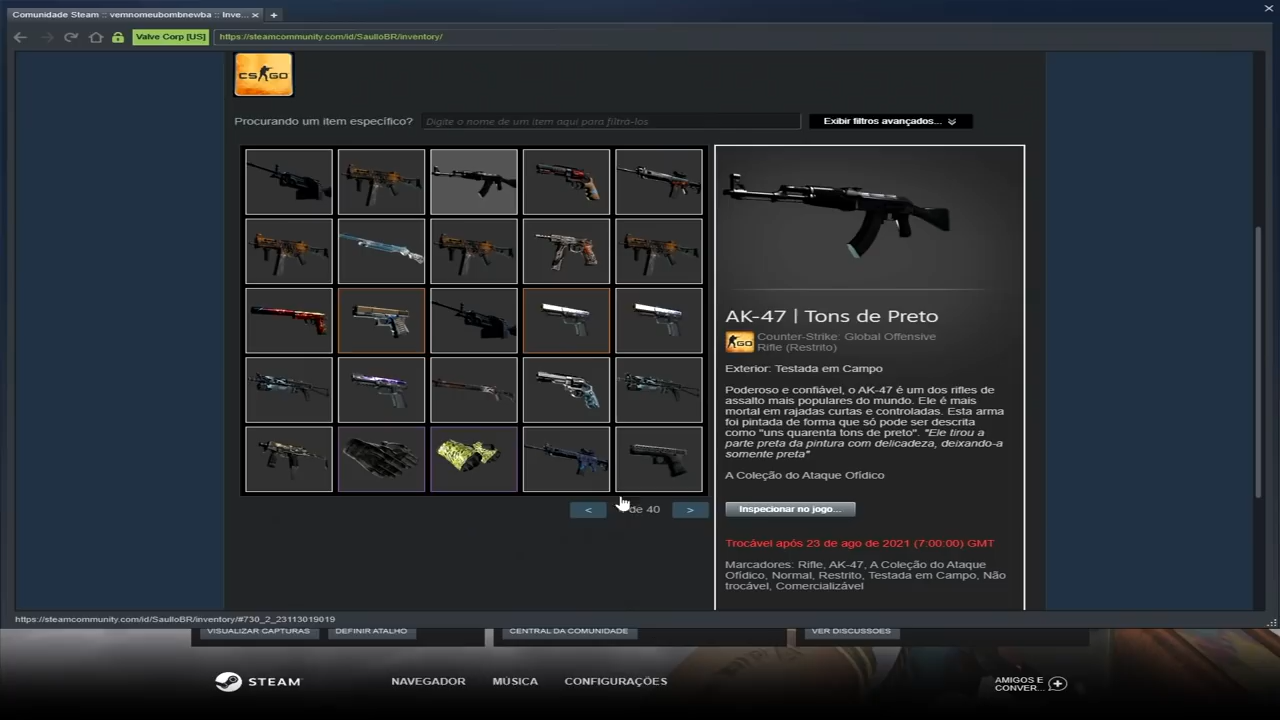 Comunidade Steam :: vemnomeubombnewba :: Inve...
Valve Corp [US]
https://steamcommunity.com/id/SaulloBR/inventory/
CS GO
Procurando um item específico?
Digite o nome de um item aqui para filtrá-los
Exibir filtros avançados...
AK-47 | Tons de Preto
GO
Counter-Strike: Global Offensive
Rifle (Restrito)
Exterior: Testada em Campo
Poderoso e confiável, o AK-47 é um dos rifles de
assalto mais populares do mundo. Ele é mais
mortal em rajadas curtas e controladas. Esta arma
foi pintada de forma que só pode ser descrita
como "uns quarenta tons de preto". "Ele tirou a
parte preta da pintura com delicadeza, deixando-a
somente preta"
A Coleção do Ataque Ofídico
< de 40 >
Inspecionar no jogo...
Trocável após 23 de ago de 2021 (7:00:00) GMT
Marcadores: Rifle, AK-47, A Coleção do Ataque
Ofídico, Normal, Restrito, Testada em Campo, Não
trocável, Comercializável
https://steamcommunity.com/id/SaulloBR/inventory/#730_2_23113019019
VISUALIZAR CAPTURAS
DEFINIR ATALHO
CENTRAL DA COMUNIDADE
VER DISCUSSÕES
STEAM
NAVEGADOR
MÚSICA
CONFIGURAÇÕES
AMIGOS E
CONVER...